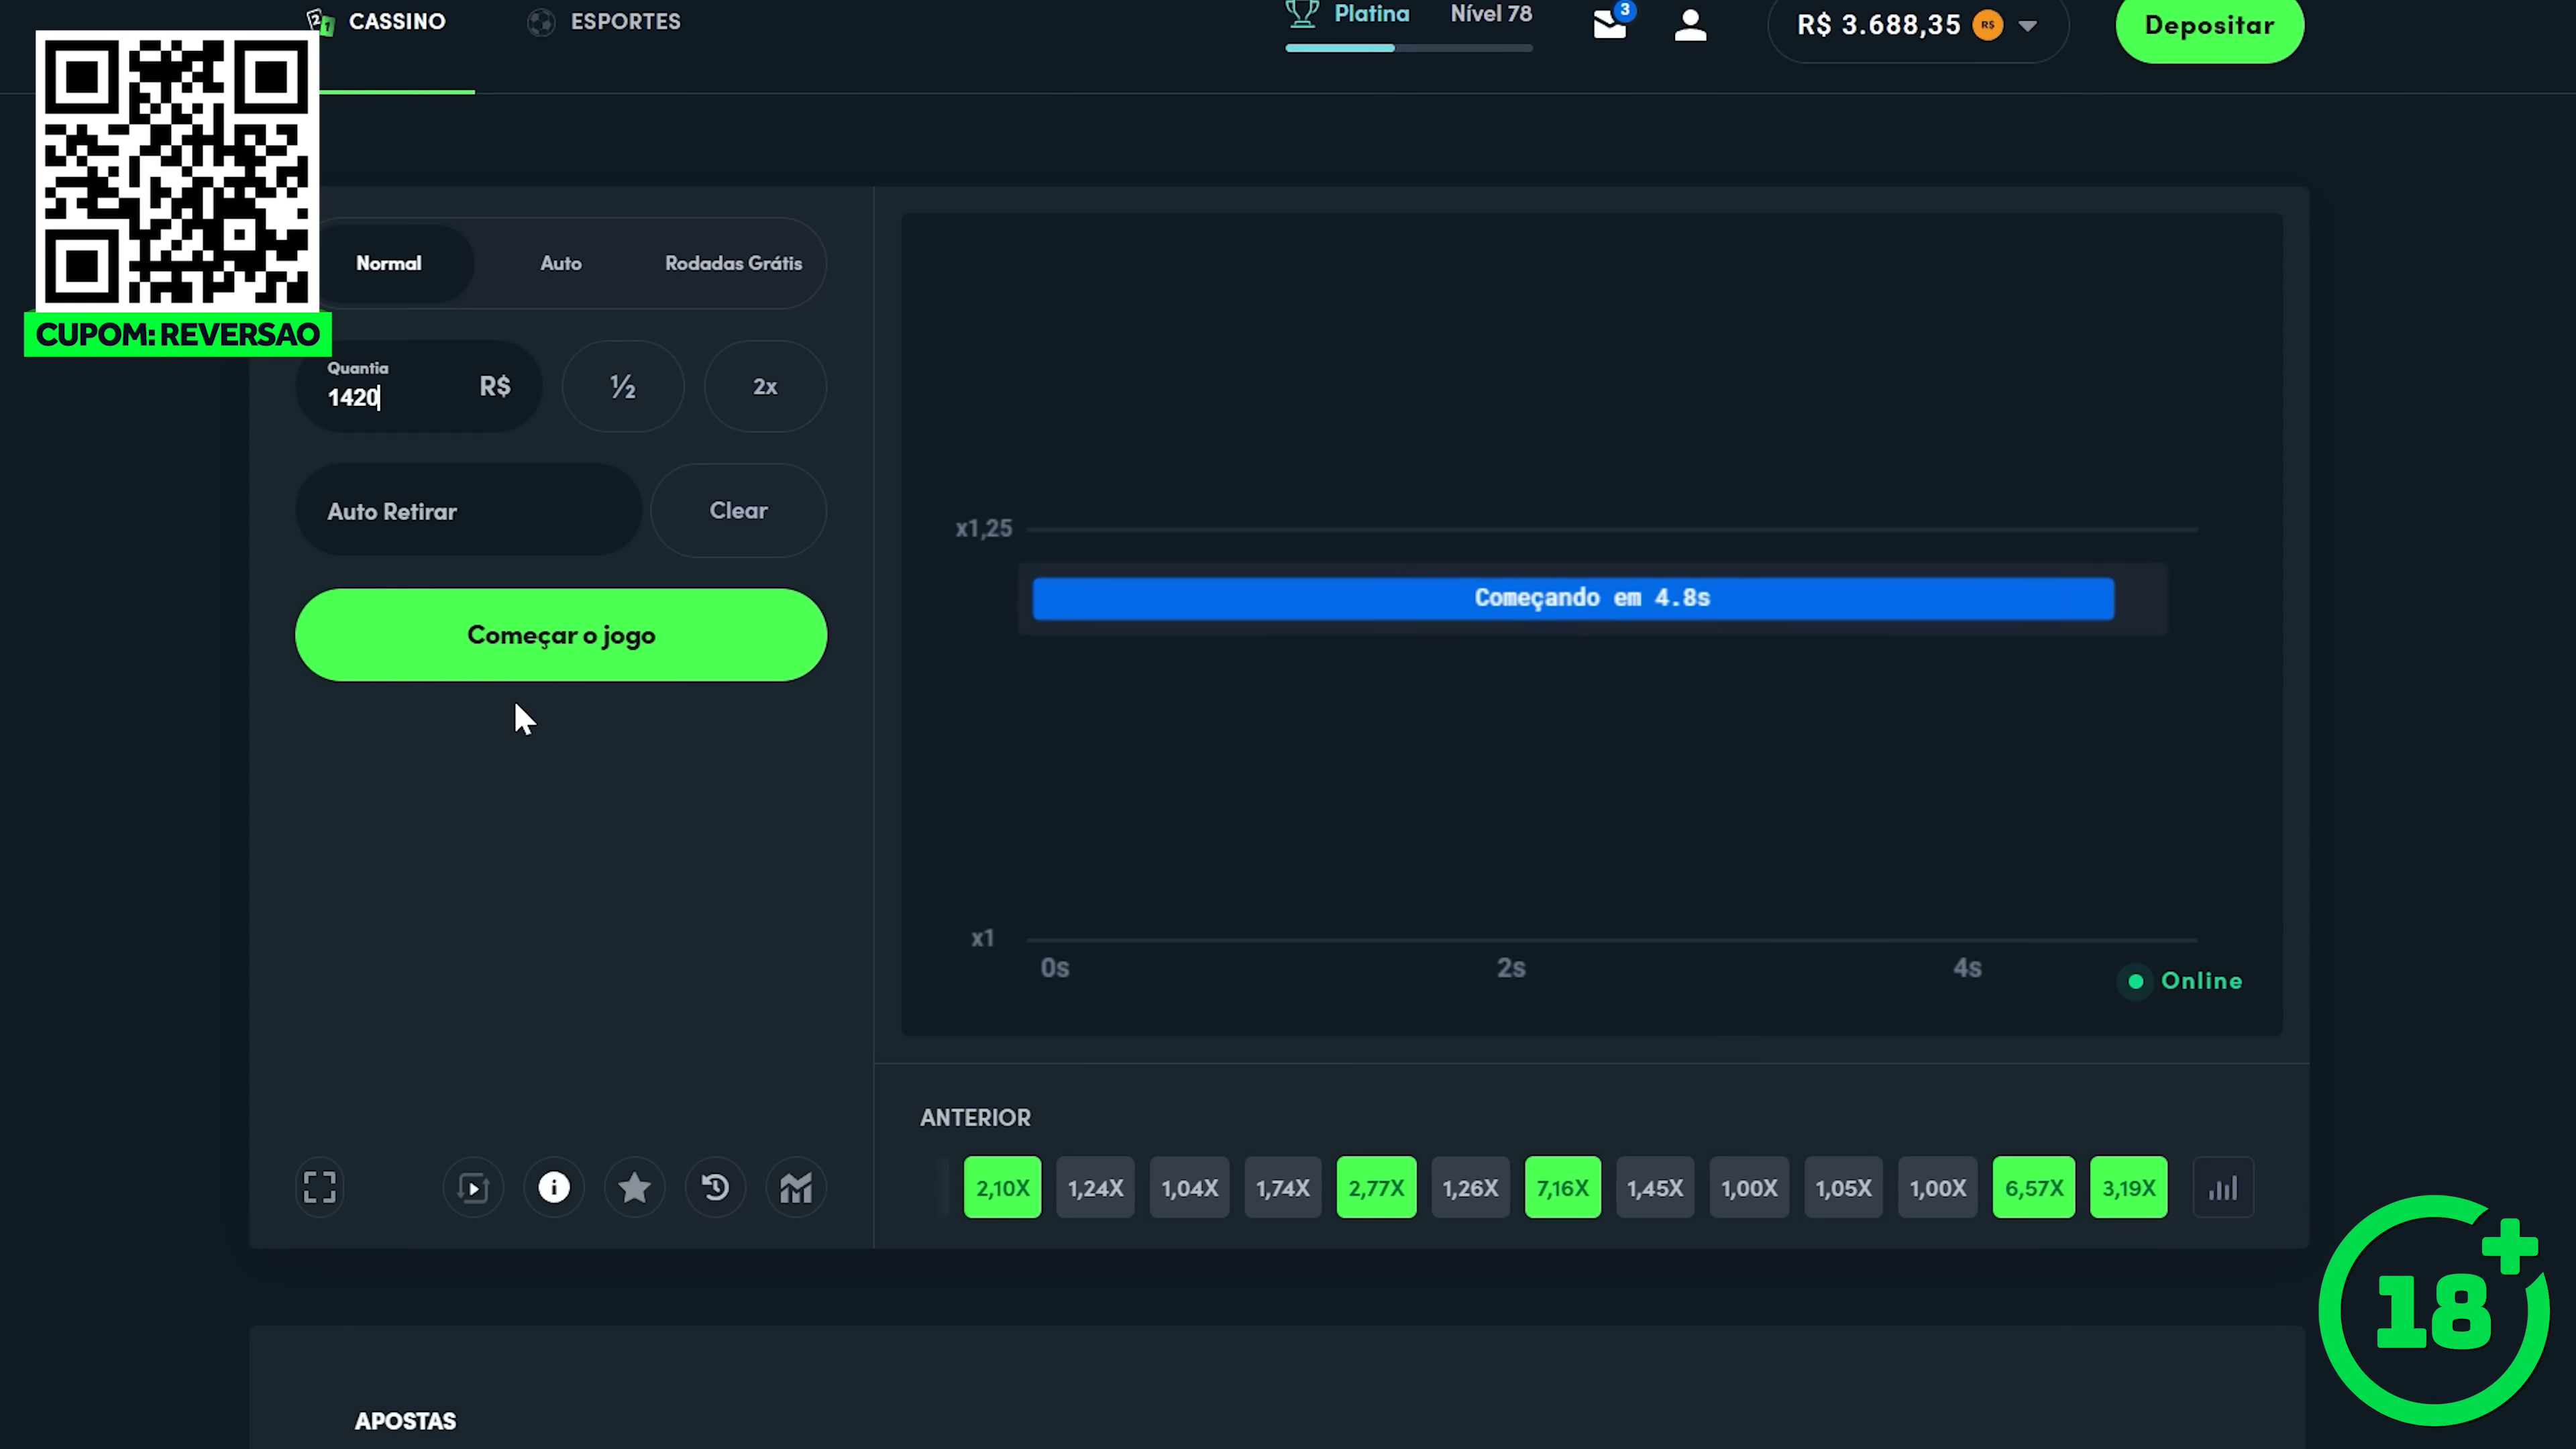 CASSINO
ESPORTES
Platina
Nível 78
3
R$ 3.688,35
R$
Depositar
CUPOM: REVERSAO
Normal
Auto
Rodadas Grátis
Quantia
1420
R$
½
2x
Auto Retirar
Clear
Começar o jogo
x1,25
Começando em 4.8s
x1
0s
2s
4s
Online
ANTERIOR
2,10X
1,24X
1,04X
1,74X
2,77X
1,26X
7,16X
1,45X
1,00X
1,05X
1,00X
6,57X
3,19X
18+
APOSTAS